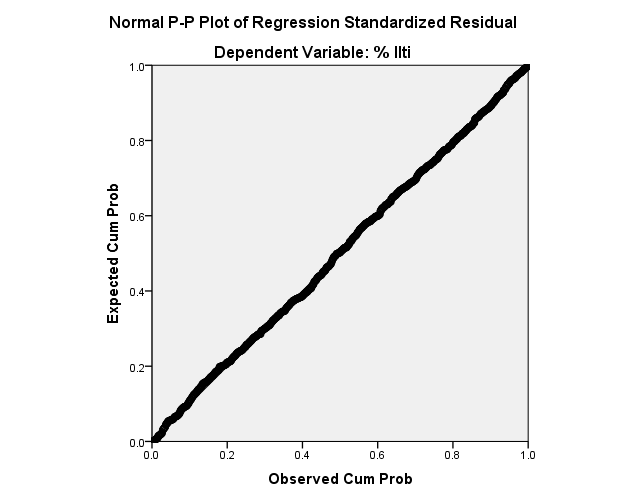 Normal P-P Plot of Regression Standardized Residual
Dependent Variable: % llti
1.0
0.8
0.6
0.4
0.2
0.0
Expected Cum Prob
0.0 0.2 0.4 0.6 0.8 1.0
Observed Cum Prob